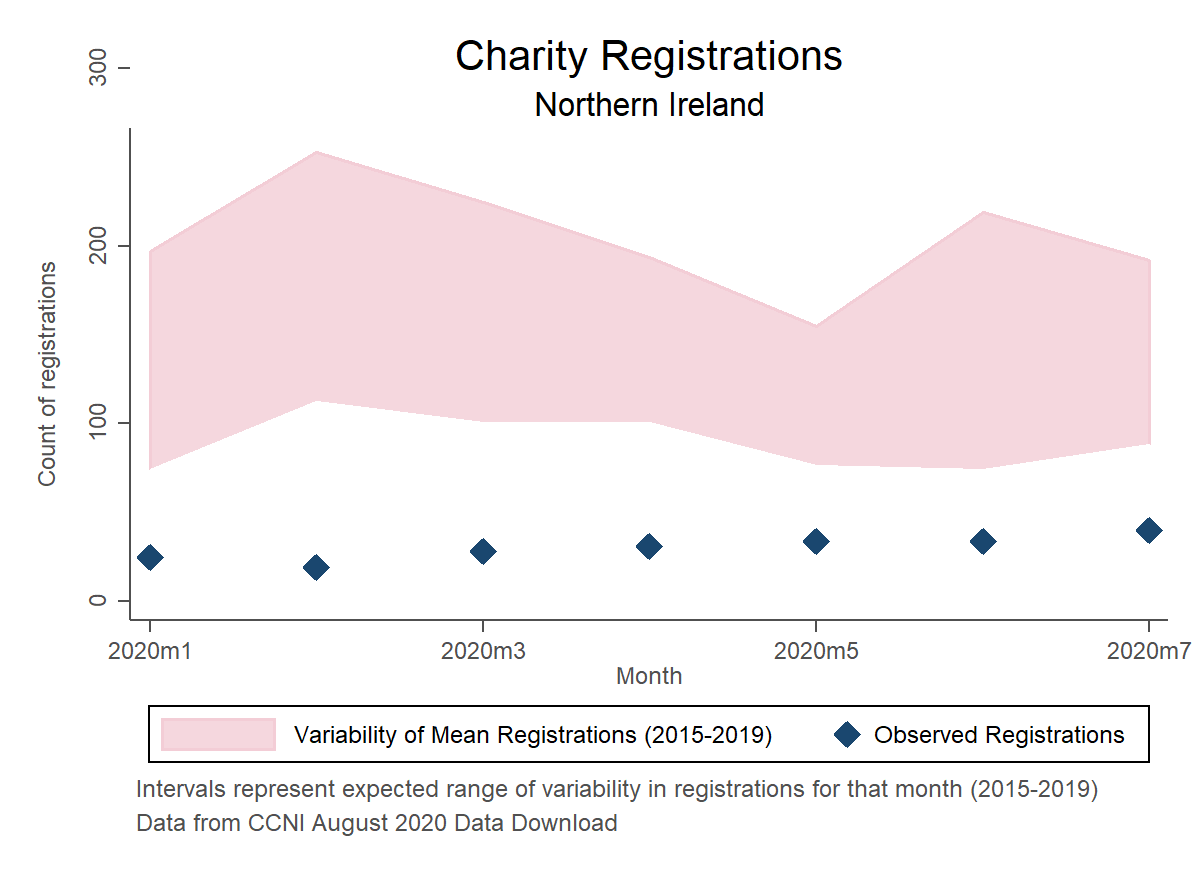 Charity Registrations
Northern Ireland
300
200
100
0
Count of registrations
2020m1
2020m3
2020m5
2020m7
Month
Variability of Mean Registrations (2015-2019)
Observed Registrations
Intervals represent expected range of variability in registrations for that month (2015-2019)
Data from CCNI August 2020 Data Download